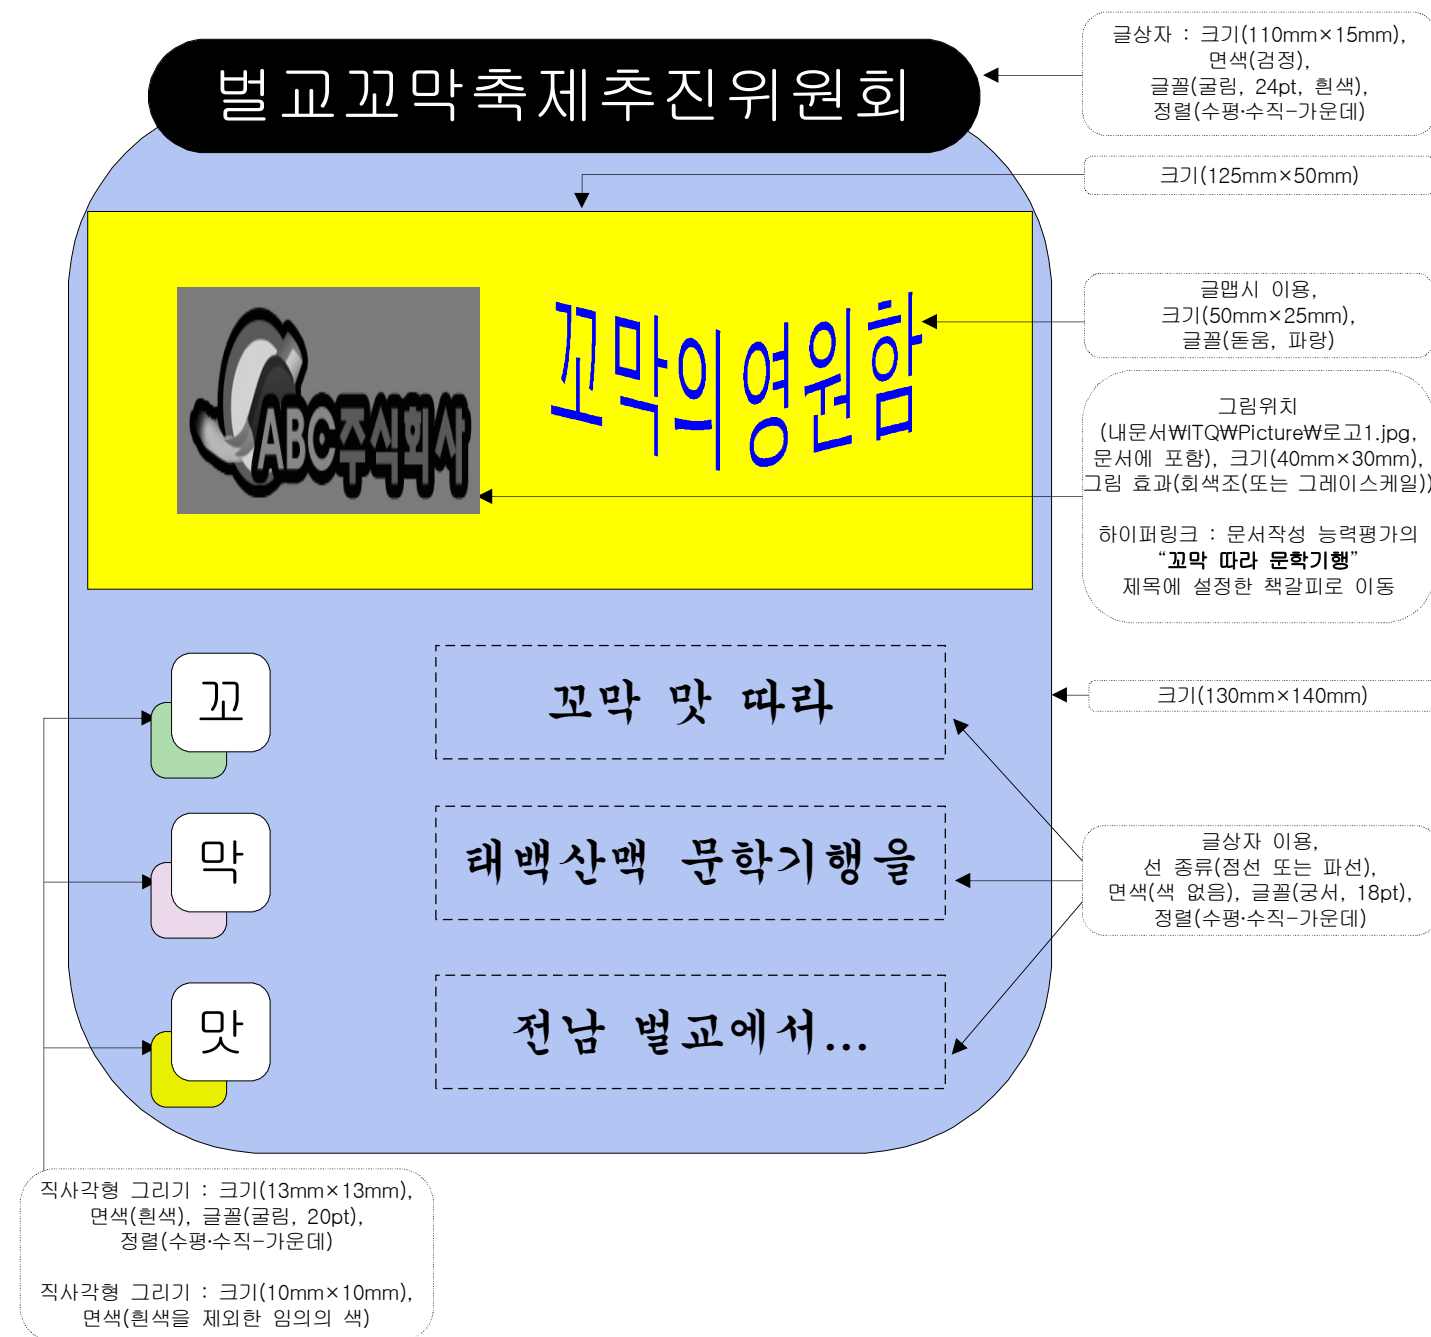 벌교꼬막축제추진위원회
글상자 : 크기(110mm×15mm),
면색(검정),
글꼴(굴림, 24pt, 흰색),
정렬(수평·수직-가운데)
크기(125mm×50mm)
ABC주식회사
꼬막의영원함
글맵시 이용,
크기(50mm×25mm),
글꼴(돋움, 파랑)
그림위치
(내문서₩ITQ₩Picture₩로고1.jpg,
문서에 포함), 크기(40mm×30mm),
그림 효과(회색조(또는 그레이스케일))
하이퍼링크 : 문서작성 능력평가의
“꼬막 따라 문학기행”
제목에 설정한 책갈피로 이동
꼬
꼬막 맛 따라
크기(130mm×140mm)
막
태백산맥 문학기행을
글상자 이용,
선 종류(점선 또는 파선),
면색(색 없음), 글꼴(궁서, 18pt),
정렬(수평·수직-가운데)
맛
전남 벌교에서...
직사각형 그리기 : 크기(13mm×13mm),
면색(흰색), 글꼴(굴림, 20pt),
정렬(수평·수직-가운데)
직사각형 그리기 : 크기(10mm×10mm),
면색(흰색을 제외한 임의의 색)